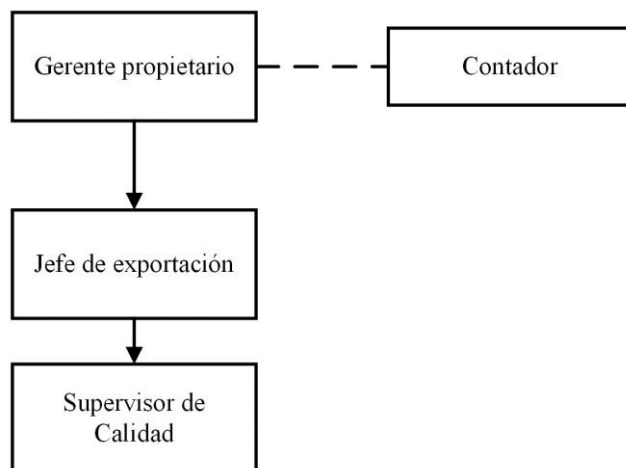 Gerente propietario
Contador
Jefe de exportación
Supervisor de
Calidad